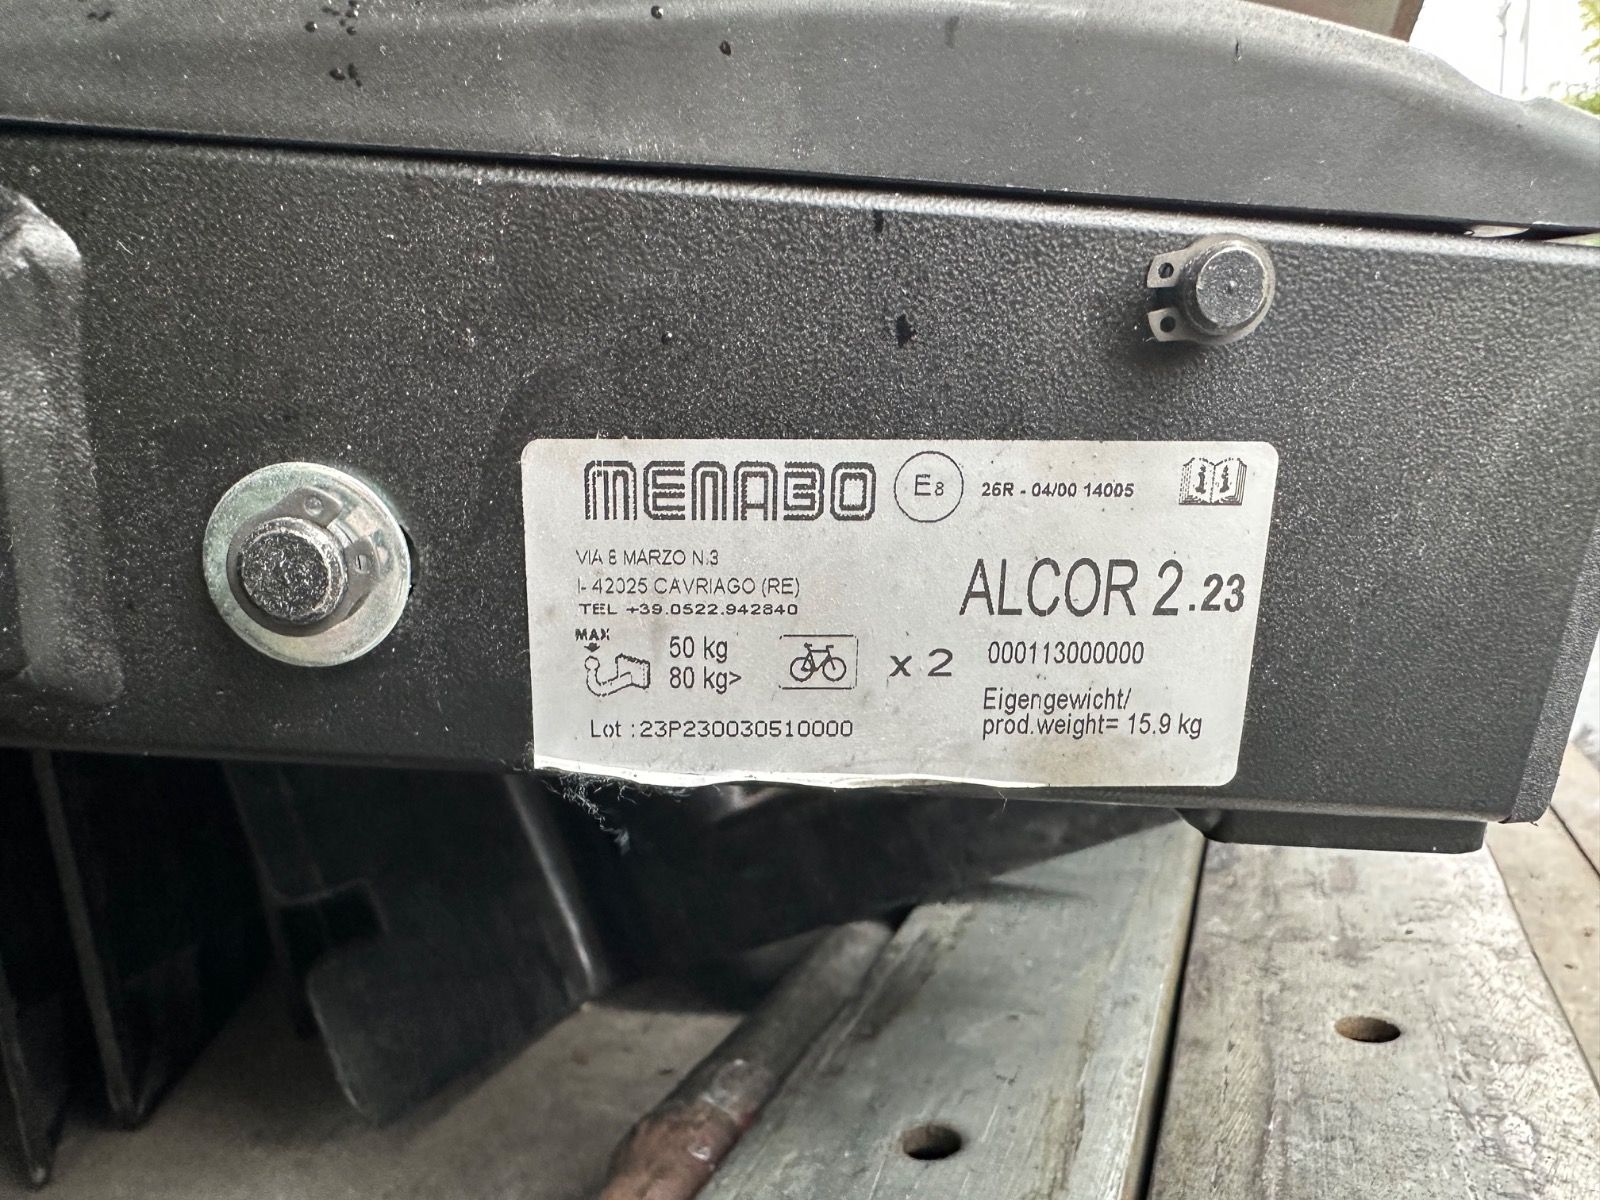 MENABO
E8
26R - 04/00 14005
VIA 8 MARZO N.3
I- 42025 CAVRIAGO (RE)
TEL +39.0522.942840
ALCOR 2.23
000113000000
MAX
50 kg
80 kg>
x 2
Eigengewicht/
prod.weight= 15.9 kg
Lot : 23P230030510000